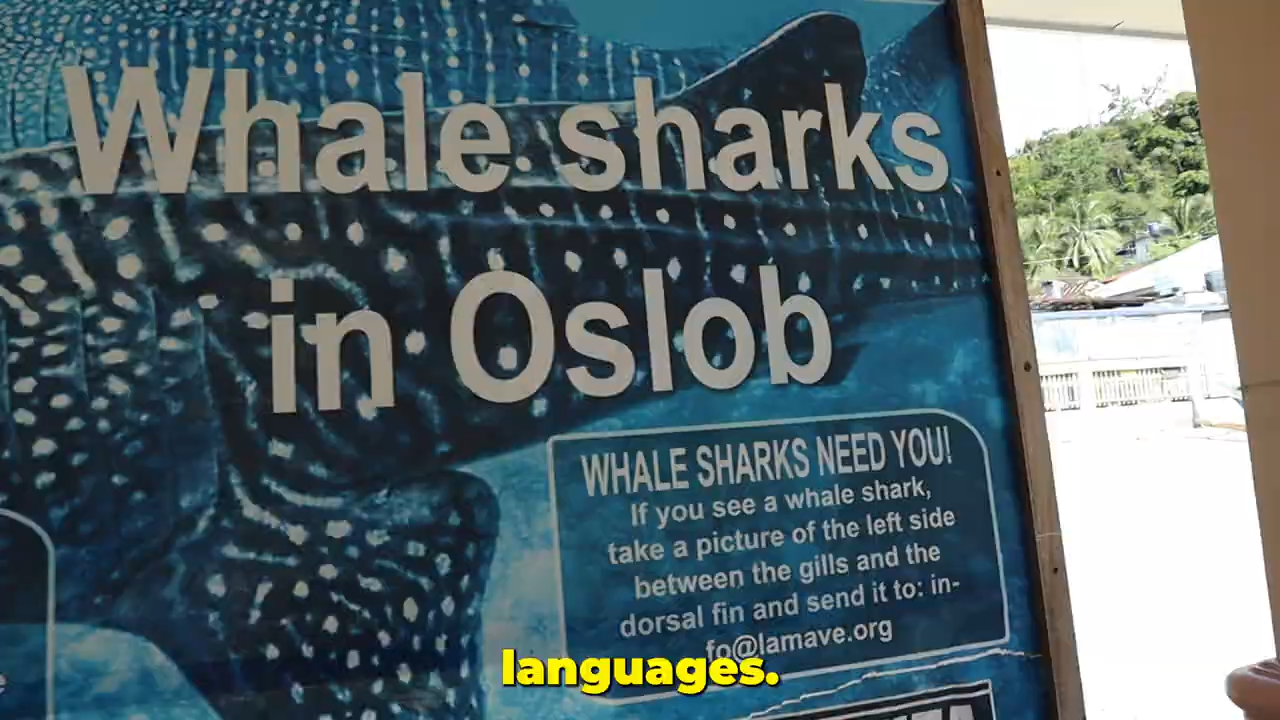 Whale sharks
in Oslob
WHALE SHARKS NEED YOU!
If you see a whale shark,
take a picture of the left side
between the gills and the
dorsal fin and send it to: in-
fo@lamave.org
languages.